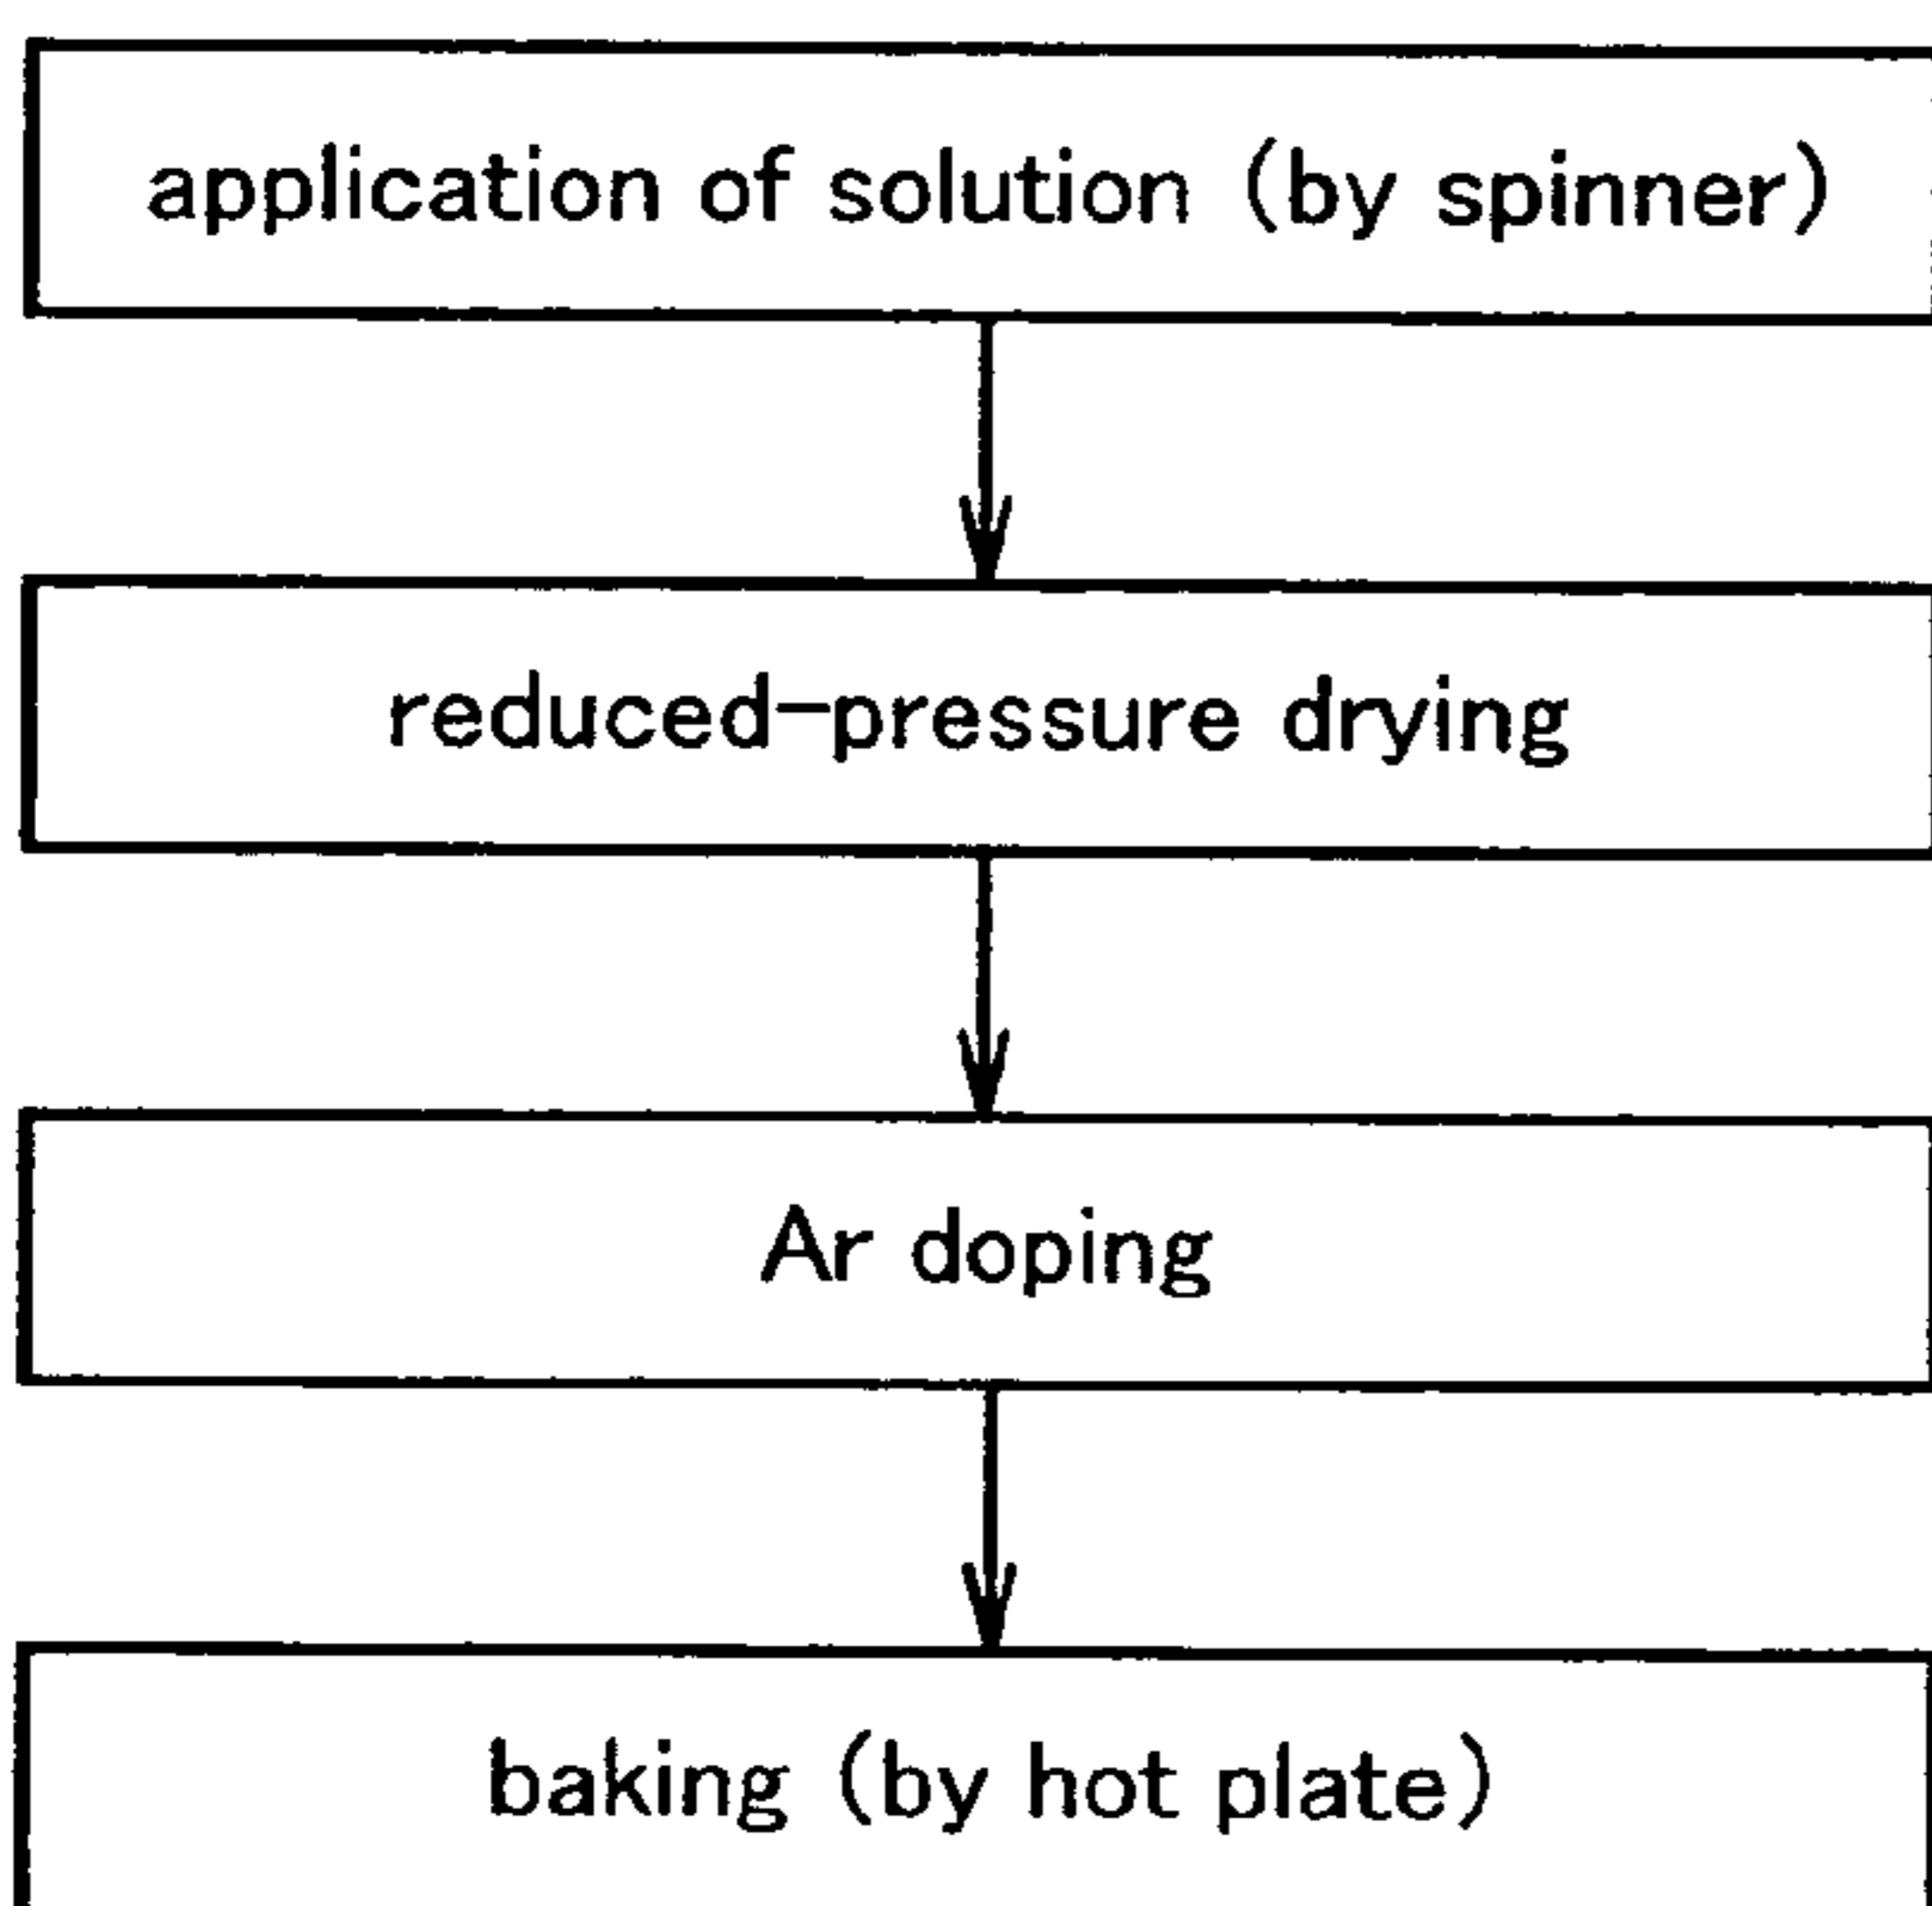 application of solution (by spinner)
reduced-pressure drying
Ar doping
baking (by hot plate)